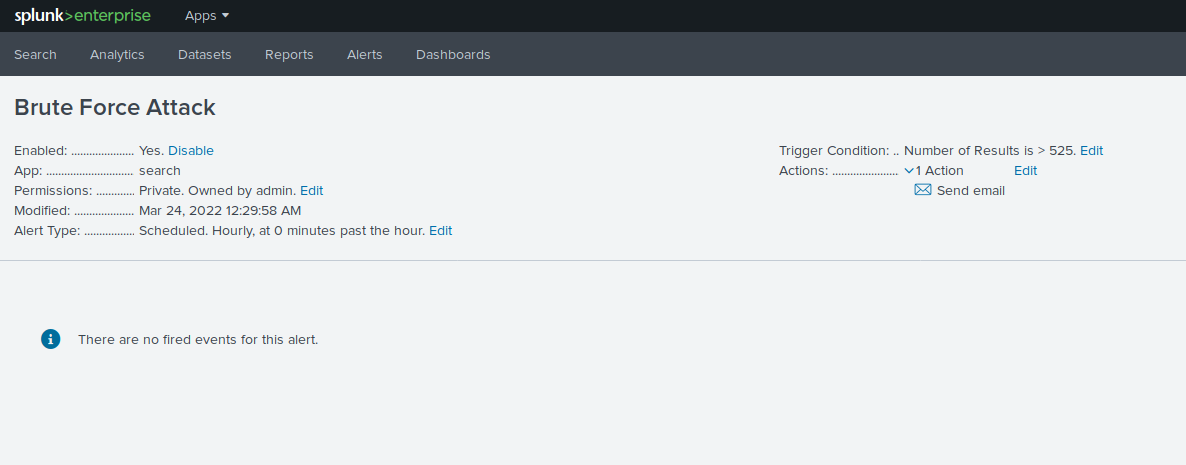 splunk>enterprise Apps
Search Analytics Datasets Reports Alerts Dashboards
Brute Force Attack
Enabled: ..................... Yes. Disable
App: ............................. search
Permissions: ............. Private. Owned by admin. Edit
Modified: .................... Mar 24, 2022 12:29:58 AM
Alert Type: ................. Scheduled. Hourly, at 0 minutes past the hour. Edit
Trigger Condition: .. Number of Results is > 525. Edit
Actions: ...................... 1 Action Edit
Send email
There are no fired events for this alert.